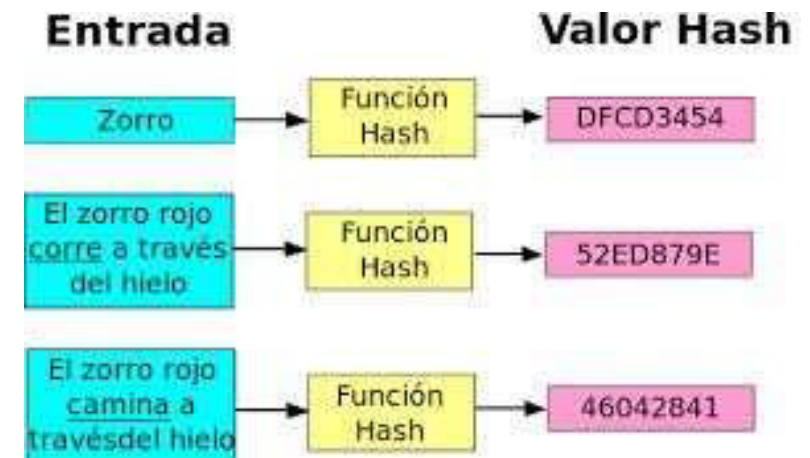 Entrada
Valor Hash
Zorro
Función
Hash
DFCD3454
El zorro rojo
corre a través
del hielo
Función
Hash
52ED879E
El zorro rojo
camina a
travésdel hielo
Función
Hash
46042841